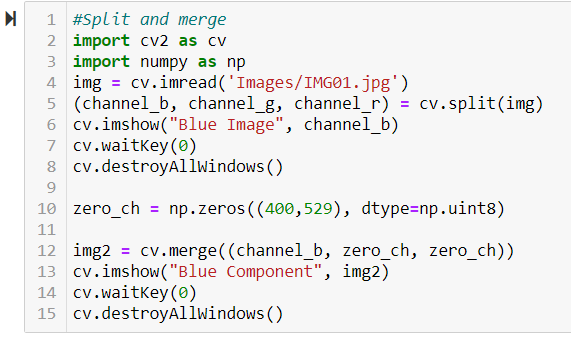 1 #Split and merge
2 import cv2 as cv
3 import numpy as np
4 img = cv.imread('Images/IMG01.jpg')
5 (channel_b, channel_g, channel_r) = cv.split(img)
6 cv.imshow("Blue Image", channel_b)
7 cv.waitKey(0)
8 cv.destroyAllWindows()
9
10 zero_ch = np.zeros((400,529), dtype=np.uint8)
11
12 img2 = cv.merge((channel_b, zero_ch, zero_ch))
13 cv.imshow("Blue Component", img2)
14 cv.waitKey(0)
15 cv.destroyAllWindows()